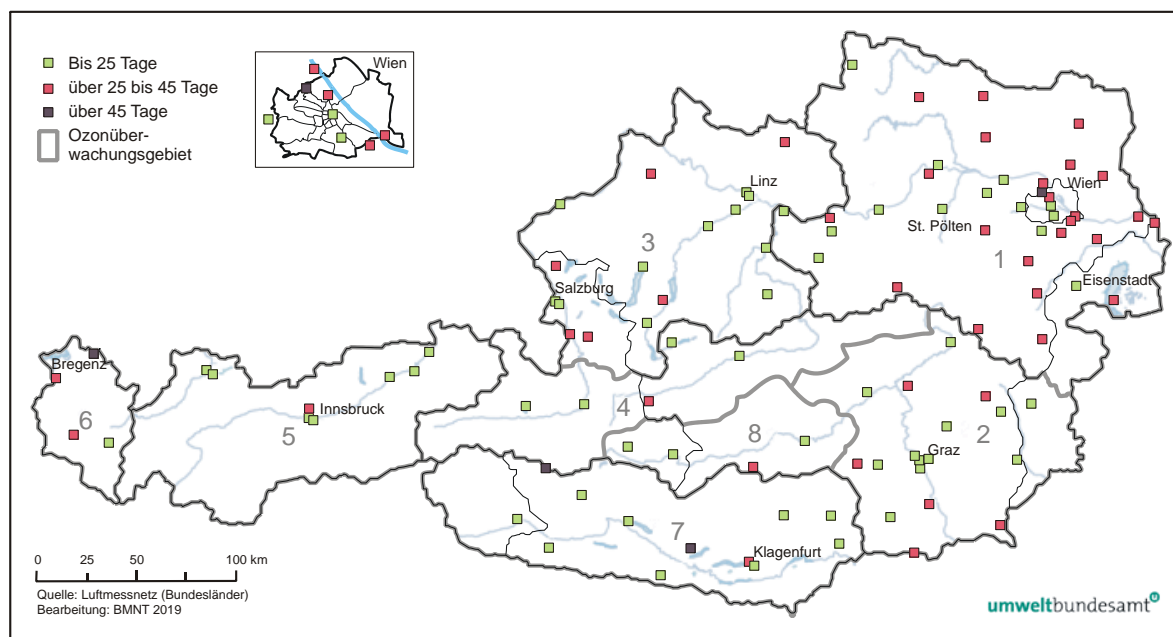 Bis 25 Tage
über 25 bis 45 Tage
über 45 Tage
Ozonüber-
wachungsgebiet
Wien
Linz
Wien
St. Pölten
3
1
Salzburg
Eisenstadt
Bregenz
6
Innsbruck
5
4
8
2
Graz
7
Klagenfurt
0 25 50 100 km
Quelle: Luftmessnetz (Bundesländer)
Bearbeitung: BMNT 2019
umweltbundesamt u